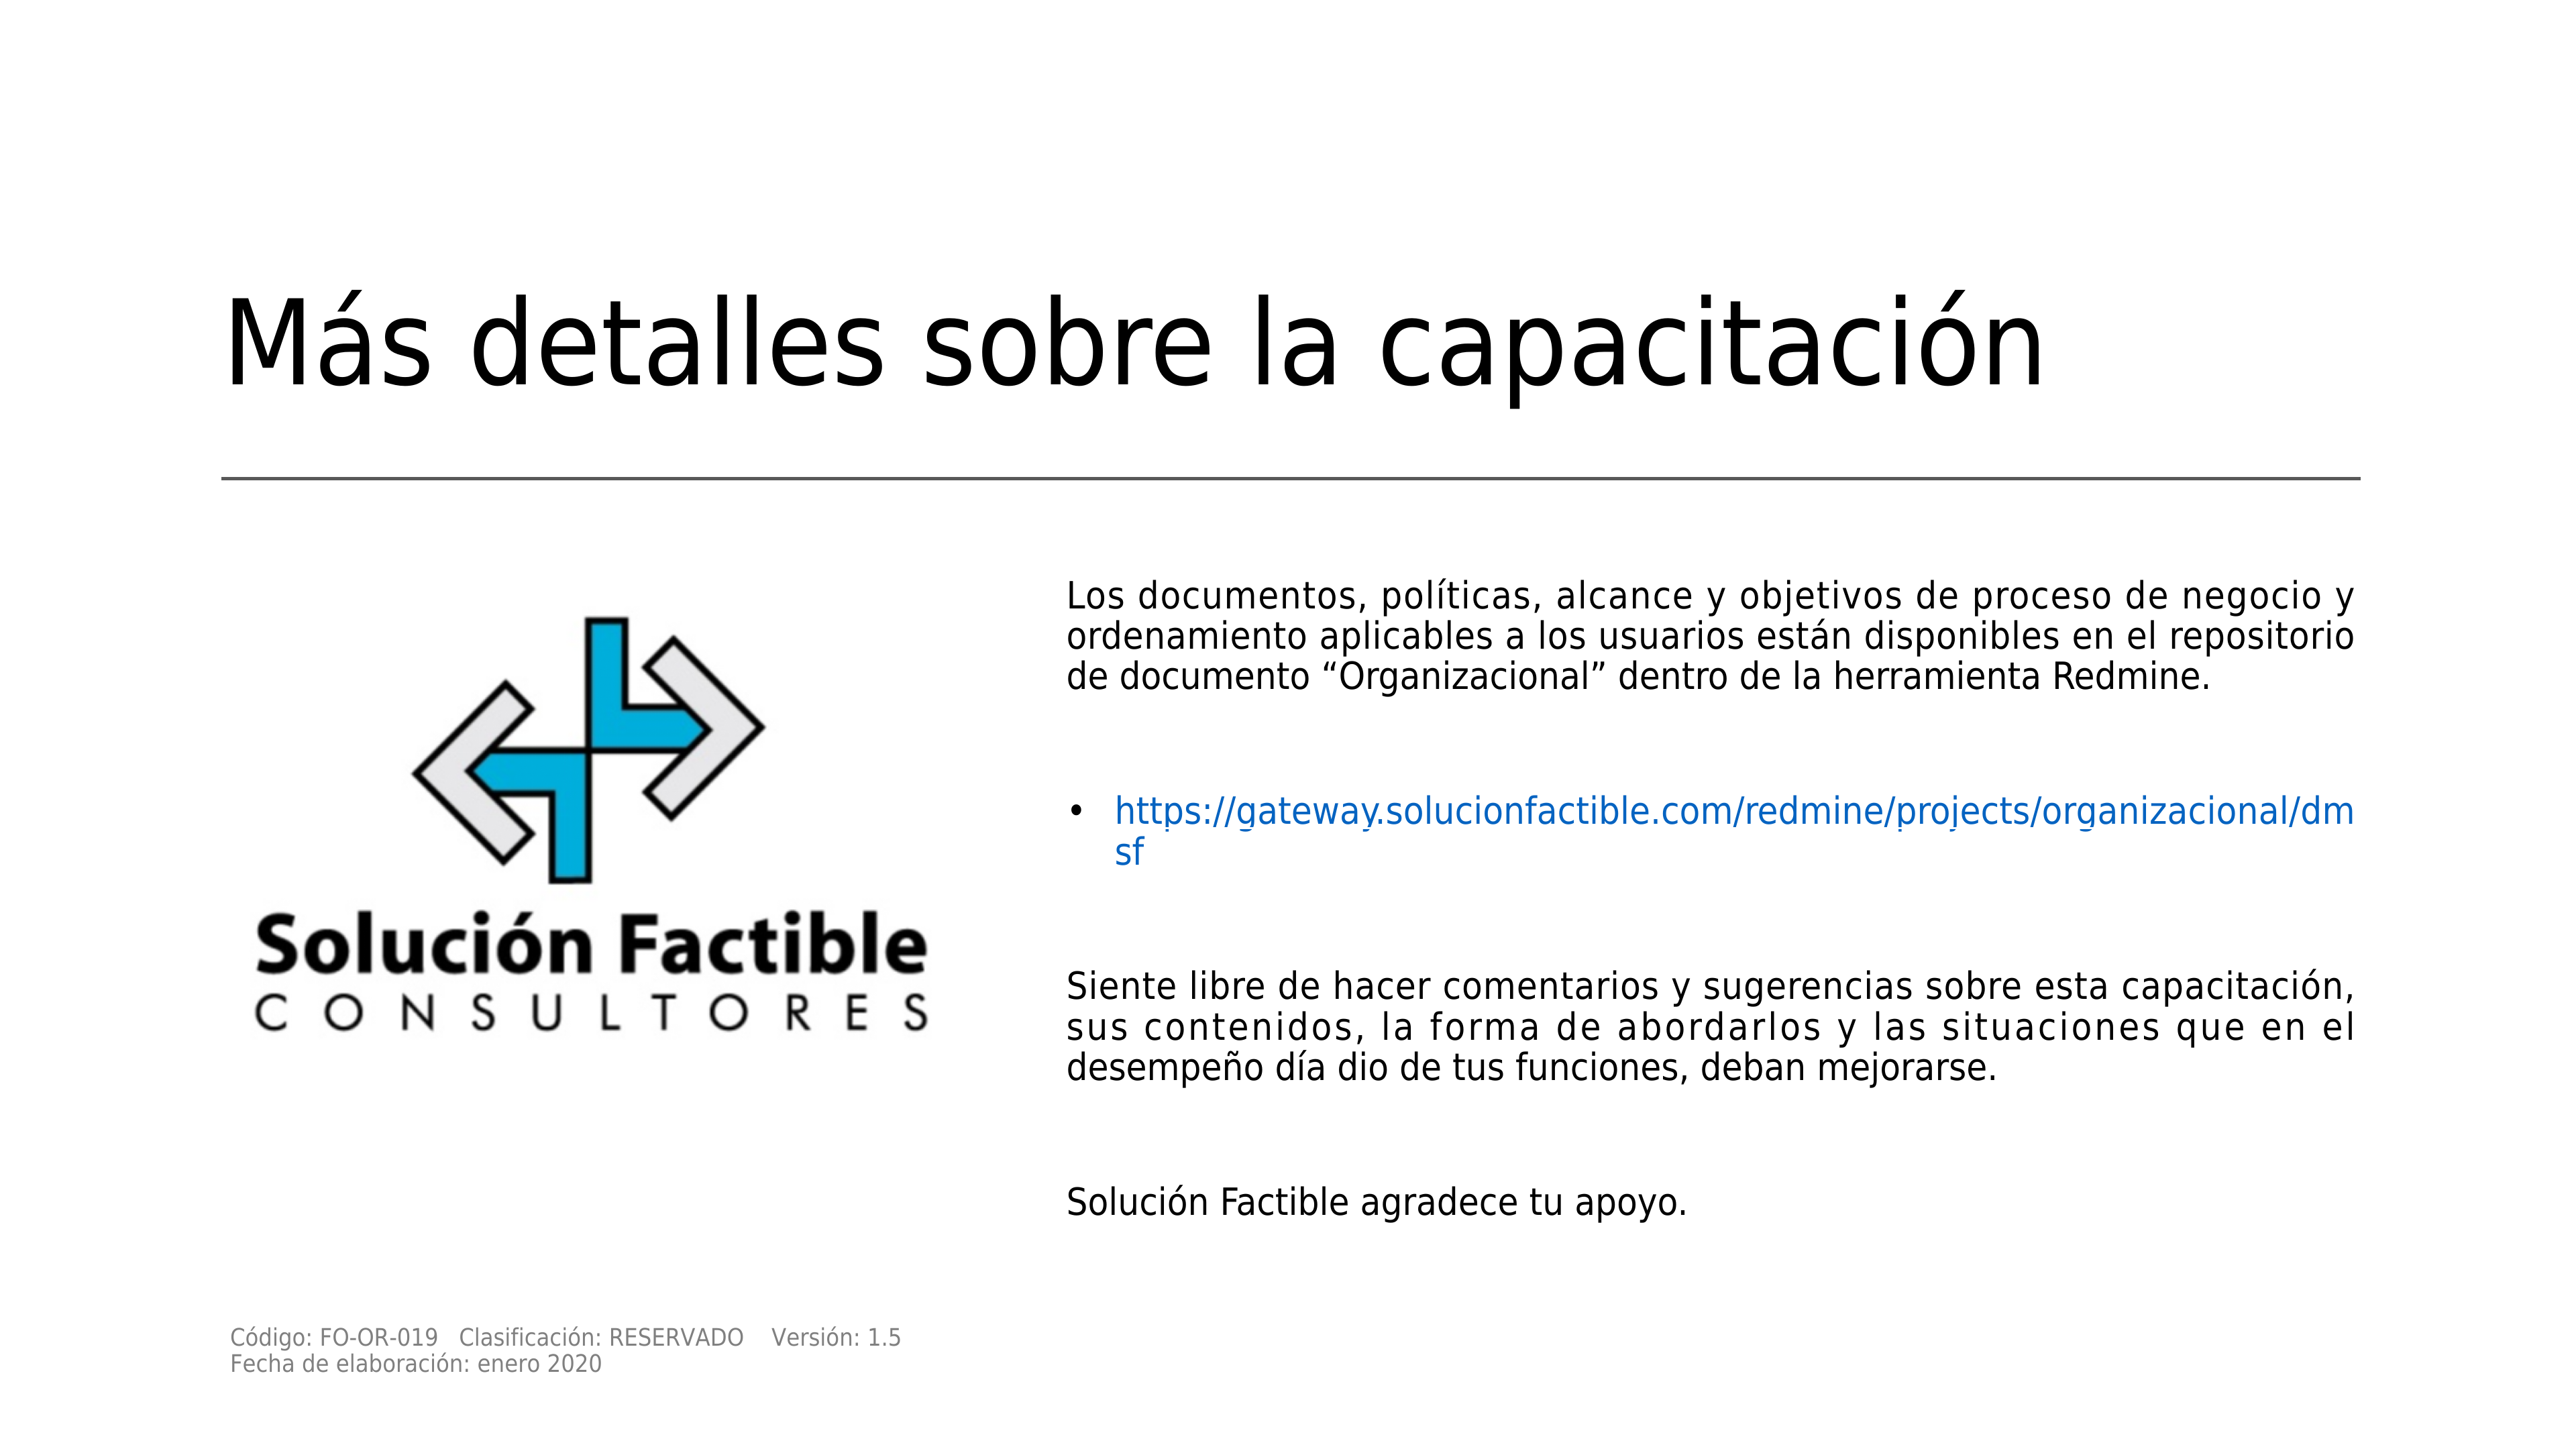 Más detalles sobre la capacitación
Solución Factible
CONSULTORES
Los documentos, políticas, alcance y objetivos de proceso de negocio y
ordenamiento aplicables a los usuarios están disponibles en el repositorio
de documento “Organizacional” dentro de la herramienta Redmine.
• https://gateway.solucionfactible.com/redmine/projects/organizacional/dm
sf
Siente libre de hacer comentarios y sugerencias sobre esta capacitación,
sus contenidos, la forma de abordarlos y las situaciones que en el
desempeño día dio de tus funciones, deban mejorarse.
Solución Factible agradece tu apoyo.
Código: FO-OR-019 Clasificación: RESERVADO Versión: 1.5
Fecha de elaboración: enero 2020